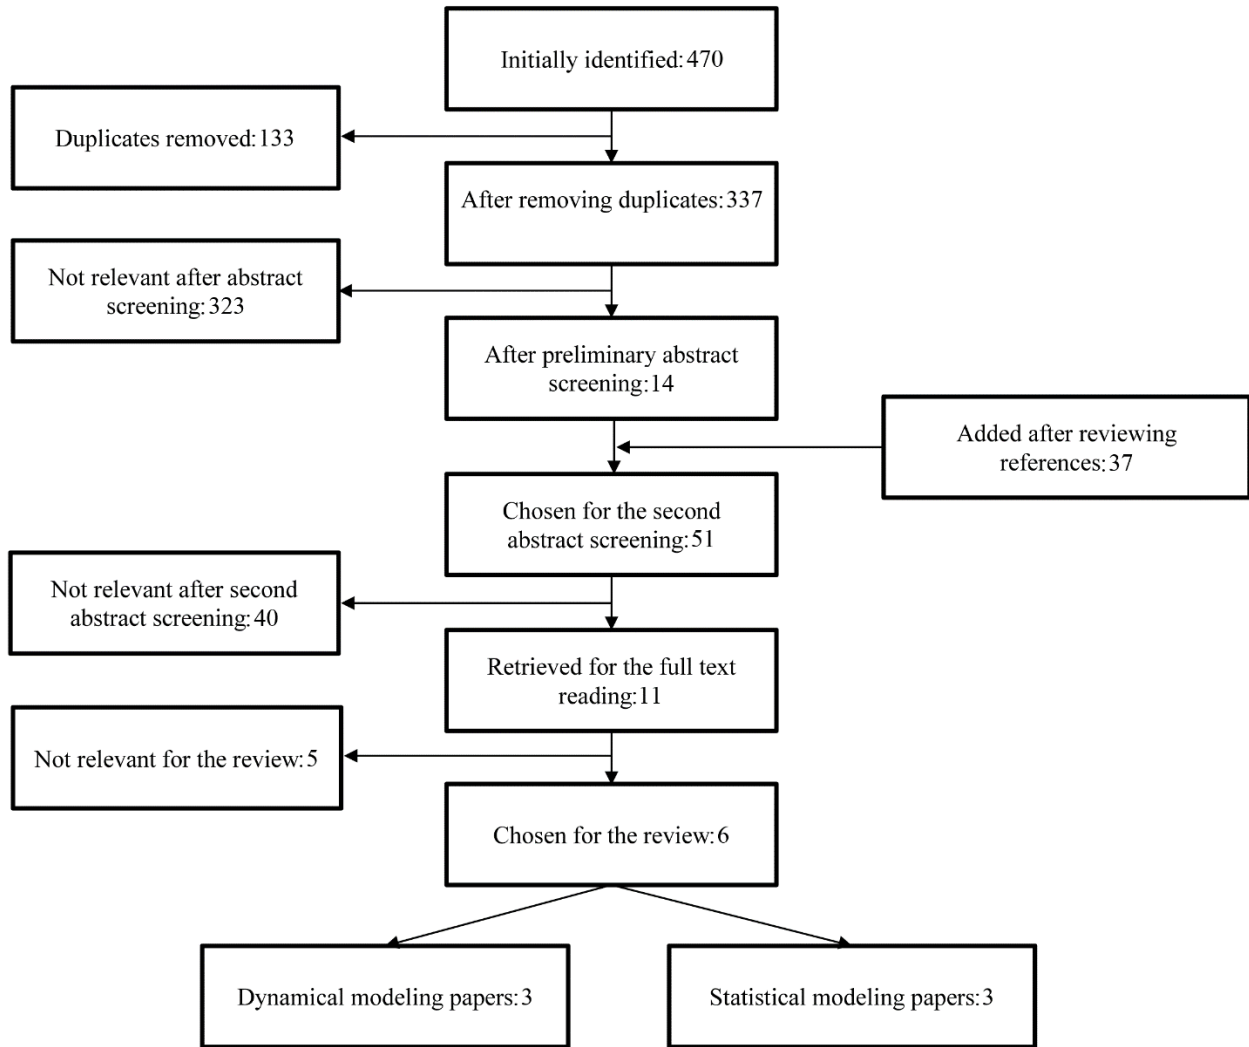 Initially identified:470
Duplicates removed:133
After removing duplicates:337
Not relevant after abstract
screening:323
After preliminary abstract
screening:14
Added after reviewing
references:37
Chosen for the second
abstract screening:51
Not relevant after second
abstract screening:40
Retrieved for the full text
reading:11
Not relevant for the review:5
Chosen for the review:6
Dynamical modeling papers:3
Statistical modeling papers:3